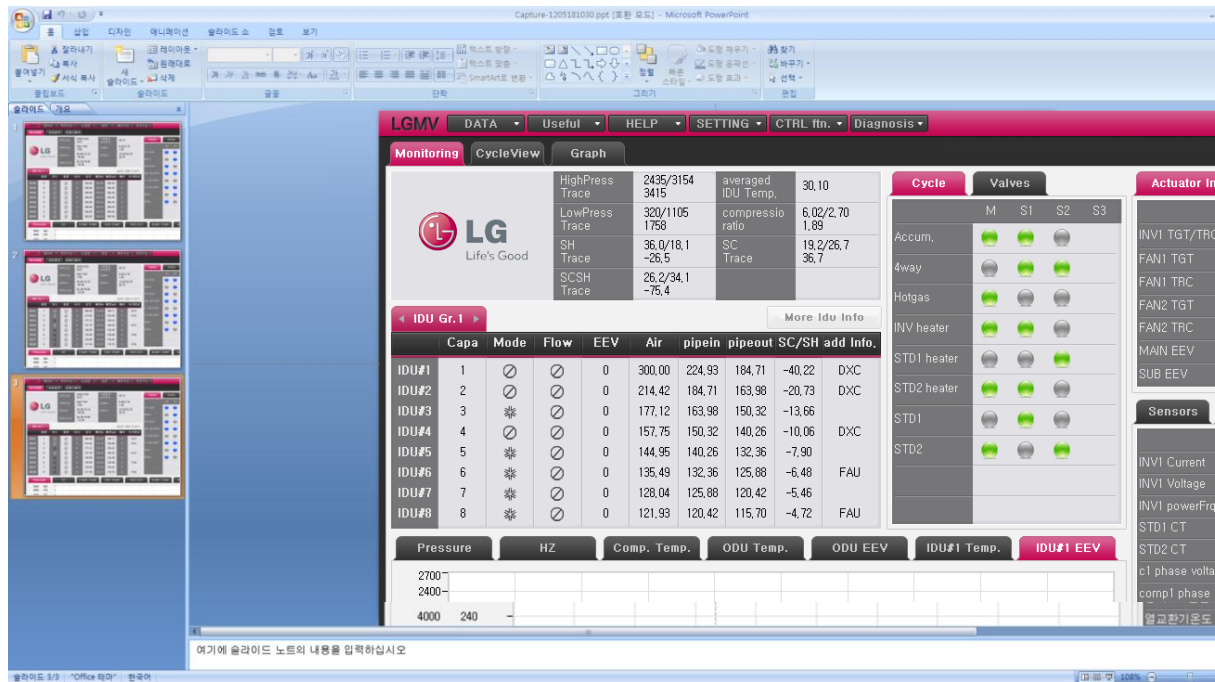 Capture-1205181030.ppt [호환 모드] - Microsoft PowerPoint
홈 삽입 디자인 애니메이션 슬라이드 쇼 검토 보기
붙여넣기 잘라내기 복사 서식 복사 클립보드
새 슬라이드 레이아웃 원래대로 삭제 슬라이드
글꼴
텍스트 방향 텍스트 맞춤 SmartArt로 변환 단락
정렬 빠른 스타일 도형 채우기 도형 윤곽선 도형 효과 그리기
찾기 바꾸기 선택 편집
슬라이드 개요
1
2
3
LGMV DATA Useful HELP SETTING CTRL ftn. Diagnosis
Monitoring CycleView Graph
LG
Life's Good
HighPress Trace 2435/3154 3415 averaged IDU Temp, 30,10
LowPress Trace 320/1105 1758 compressio ratio 6,02/2,70 1,89
SH Trace 36,0/18,1 -26,5 SC Trace 19,2/26,7 36,7
SCSH Trace 26,2/34,1 -75,4
IDU Gr.1 More Idu Info
Capa Mode Flow EEV Air pipein pipeout SC/SH add Info,
IDU#1 1 0 300,00 224,93 184,71 -40,22 DXC
IDU#2 2 0 214,42 184,71 163,98 -20,73 DXC
IDU#3 3 0 177,12 163,98 150,32 -13,66
IDU#4 4 0 157,75 150,32 140,26 -10,06 DXC
IDU#5 5 0 144,95 140,26 132,36 -7,90
IDU#6 6 0 135,49 132,36 125,88 -6,48 FAU
IDU#7 7 0 128,04 125,88 120,42 -5,46
IDU#8 8 0 121,93 120,42 115,70 -4,72 FAU
Cycle Valves
M S1 S2 S3
Accum,
4way
Hotgas
INV heater
STD1 heater
STD2 heater
STD1
STD2
Actuator In
INV1 TGT/TRC
FAN1 TGT
FAN1 TRC
FAN2 TGT
FAN2 TRC
MAIN EEV
SUB EEV
Sensors
INV1 Current
INV1 Voltage
INV1 powerFrq
STD1 CT
STD2 CT
c1 phase volta
comp1 phase
열교환기온도
Pressure HZ Comp. Temp. ODU Temp. ODU EEV IDU#1 Temp. IDU#1 EEV
2700
2400
4000 240
여기에 슬라이드 노트의 내용을 입력하십시오
슬라이드 3/3 "Office 테마" 한국어 108%